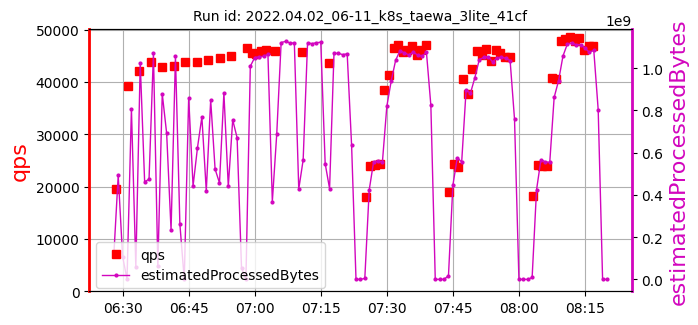 Run id: 2022.04.02_06-11_k8s_taewa_3lite_41cf
1e9
50000
40000
30000
20000
10000
0
qps
1.0
0.8
0.6
0.4
0.2
0.0
estimatedProcessedBytes
qps
estimatedProcessedBytes
06:30 06:45 07:00 07:15 07:30 07:45 08:00 08:15